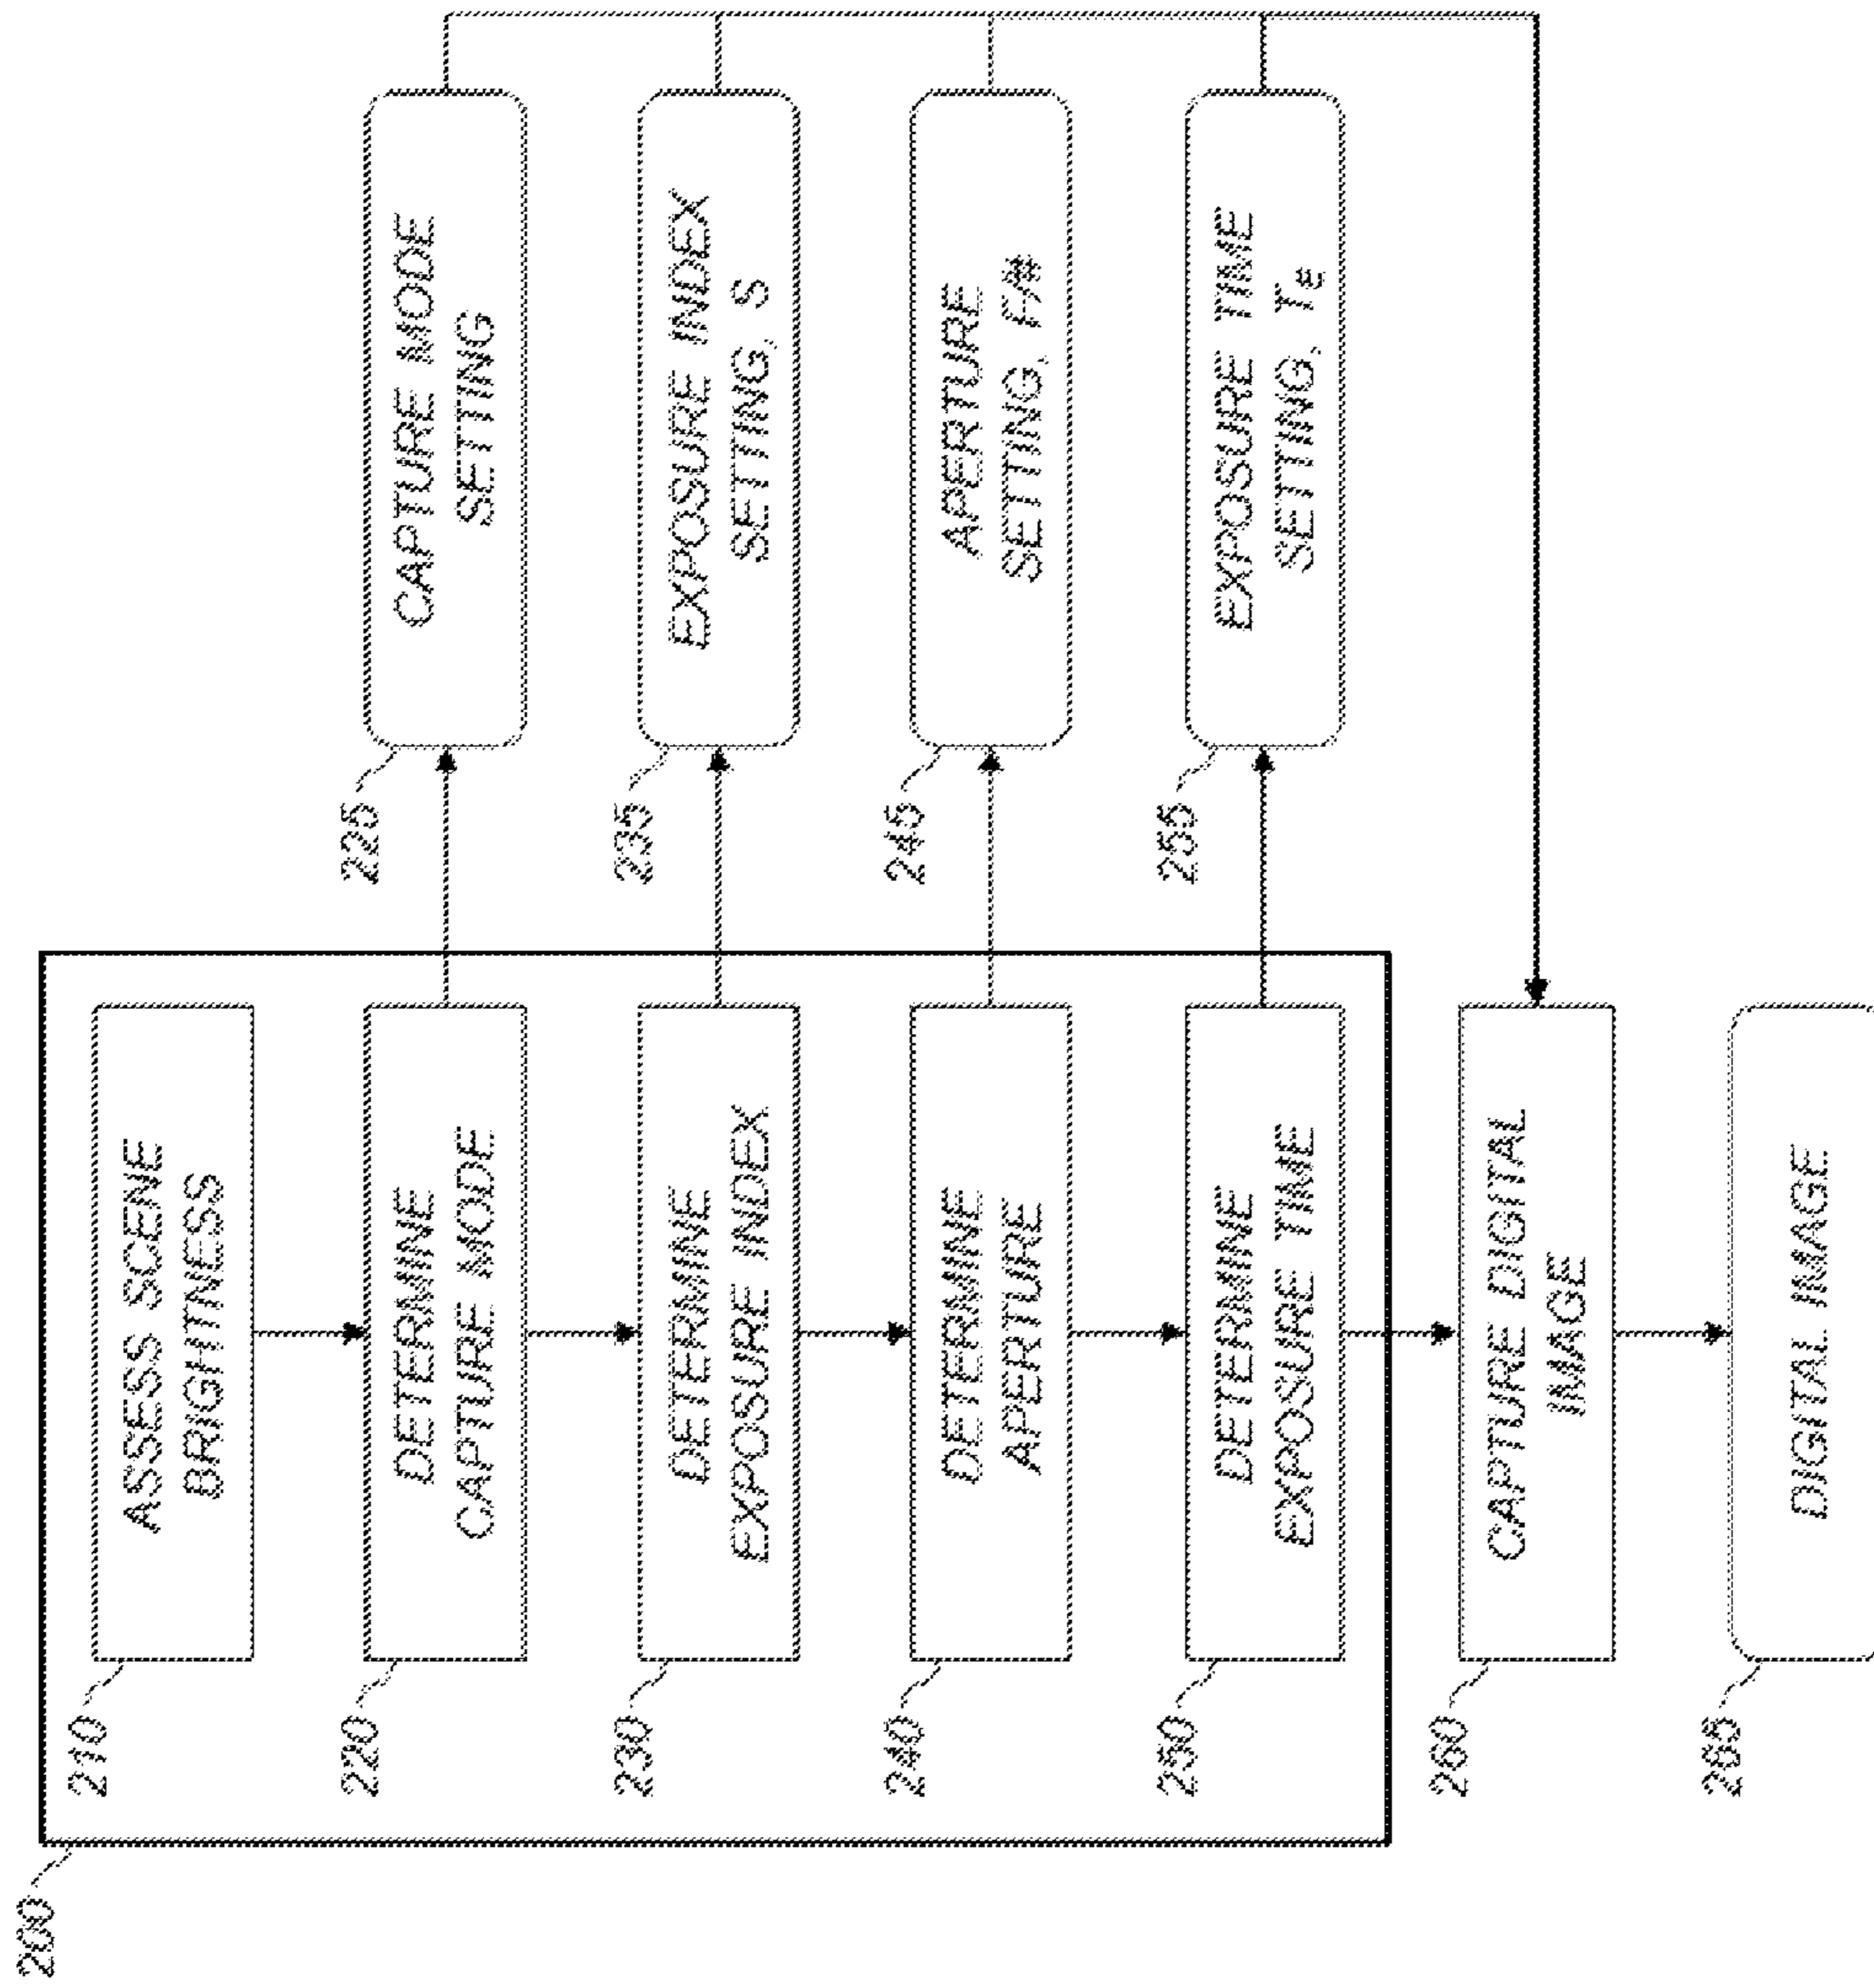 200
210
ASSESS SCENE
BRIGHTNESS
220
DETERMINE
CAPTURE MODE
225
CAPTURE MODE
SETTING
230
DETERMINE
EXPOSURE INDEX
235
EXPOSURE INDEX
SETTING, S
240
DETERMINE
APERTURE
245
APERTURE
SETTING, F/#
250
DETERMINE
EXPOSURE TIME
255
EXPOSURE TIME
SETTING, TE
260
CAPTURE DIGITAL
IMAGE
265
DIGITAL IMAGE